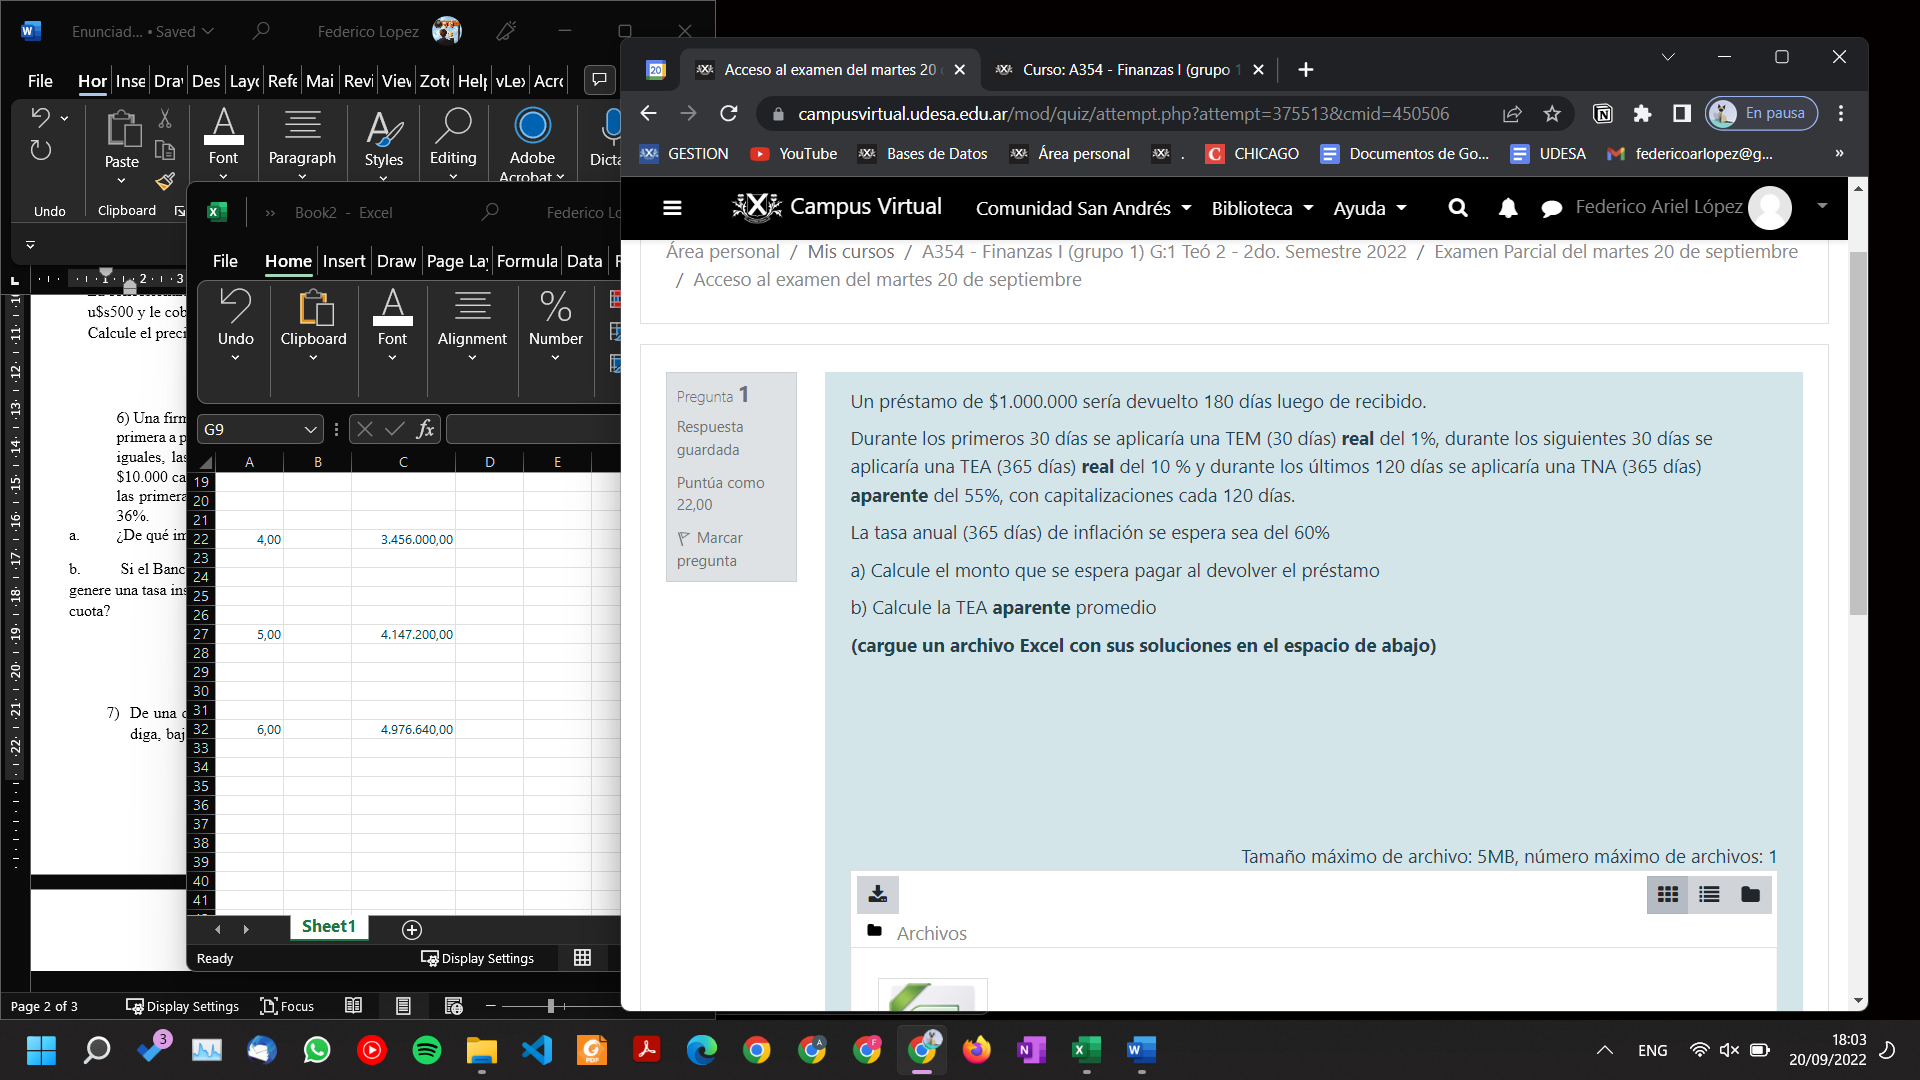 Enunciad... • Saved
Federico Lopez
File
Hor
Inse
Dra
Des
Layo
Refe
Mai
Revi
View
Zote
Help
vLex
Acro
Paste
Font
Paragraph
Styles
Editing
Adobe
Acrobat
Dicta
Undo
Clipboard
1
2
3
u$s500 y le cob
Calcule el preci
6) Una firm
primera a p
iguales, las
$10.000 ca
las primera
36%.
a. ¿De qué im
b. Si el Banc
genere una tasa ins
cuota?
7) De una c
diga, baj
Page 2 of 3
Display Settings
Focus
Book2 - Excel
Federico Lo
File
Home
Insert
Draw
Page La
Formula
Data
Undo
Clipboard
Font
Alignment
Number
G9
fx
A B C D E
19
20
21
22 4,00 3.456.000,00
23
24
25
26
27 5,00 4.147.200,00
28
29
30
31
32 6,00 4.976.640,00
33
34
35
36
37
38
39
40
41
Sheet1
Ready
Display Settings
20
Acceso al examen del martes 20
Curso: A354 - Finanzas I (grupo 1
campusvirtual.udesa.edu.ar/mod/quiz/attempt.php?attempt=375513&cmid=450506
En pausa
GESTION
YouTube
Bases de Datos
Área personal
.
CHICAGO
Documentos de Go...
UDESA
federicoarlopez@g...
»
Campus Virtual
Comunidad San Andrés
Biblioteca
Ayuda
Federico Ariel López
Área personal / Mis cursos / A354 - Finanzas I (grupo 1) G:1 Teó 2 - 2do. Semestre 2022 / Examen Parcial del martes 20 de septiembre
/ Acceso al examen del martes 20 de septiembre
Pregunta 1
Respuesta
guardada
Puntúa como
22,00
Marcar
pregunta
Un préstamo de $1.000.000 sería devuelto 180 días luego de recibido.
Durante los primeros 30 días se aplicaría una TEM (30 días) real del 1%, durante los siguientes 30 días se
aplicaría una TEA (365 días) real del 10 % y durante los últimos 120 días se aplicaría una TNA (365 días)
aparente del 55%, con capitalizaciones cada 120 días.
La tasa anual (365 días) de inflación se espera sea del 60%
a) Calcule el monto que se espera pagar al devolver el préstamo
b) Calcule la TEA aparente promedio
(cargue un archivo Excel con sus soluciones en el espacio de abajo)
Tamaño máximo de archivo: 5MB, número máximo de archivos: 1
Archivos
3
ENG
18:03
20/09/2022